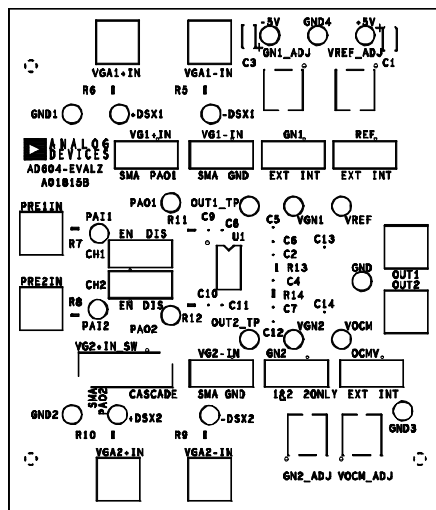 -5V GND4 +5V
GN1_ADJ VREF_ADJ
C3 C1
VGA1+IN VGA1-IN
R6 R5
GND1 +DSX1 -DSX1
ANALOG
DEVICES
AD604-EVALZ
A01815B
VG1+IN VG1-IN GN1 REF
SMA PAO1 SMA GND EXT INT EXT INT
PRE1IN PAO1 OUT1_TP VGN1 VREF
R11 C9 C8 C5
R7 PAI1 EN DIS U1
CH1 C6 C13
C2
PRE2IN CH2 R13 GND OUT1
OUT2
C4
R8 EN DIS C10 R14
PAI2 PAO2 R12 C11 C7 C14
OUT2_TP C12 VGN2 VOCM
VG2+IN_SW VG2-IN GN2 OCMV
SMA
PAO2
CASCADE SMA GND 1&2 2ONLY EXT INT
GND2 +DSX2 -DSX2 GND3
R10 R9
VGA2+IN VGA2-IN GN2_ADJ VOCM_ADJ